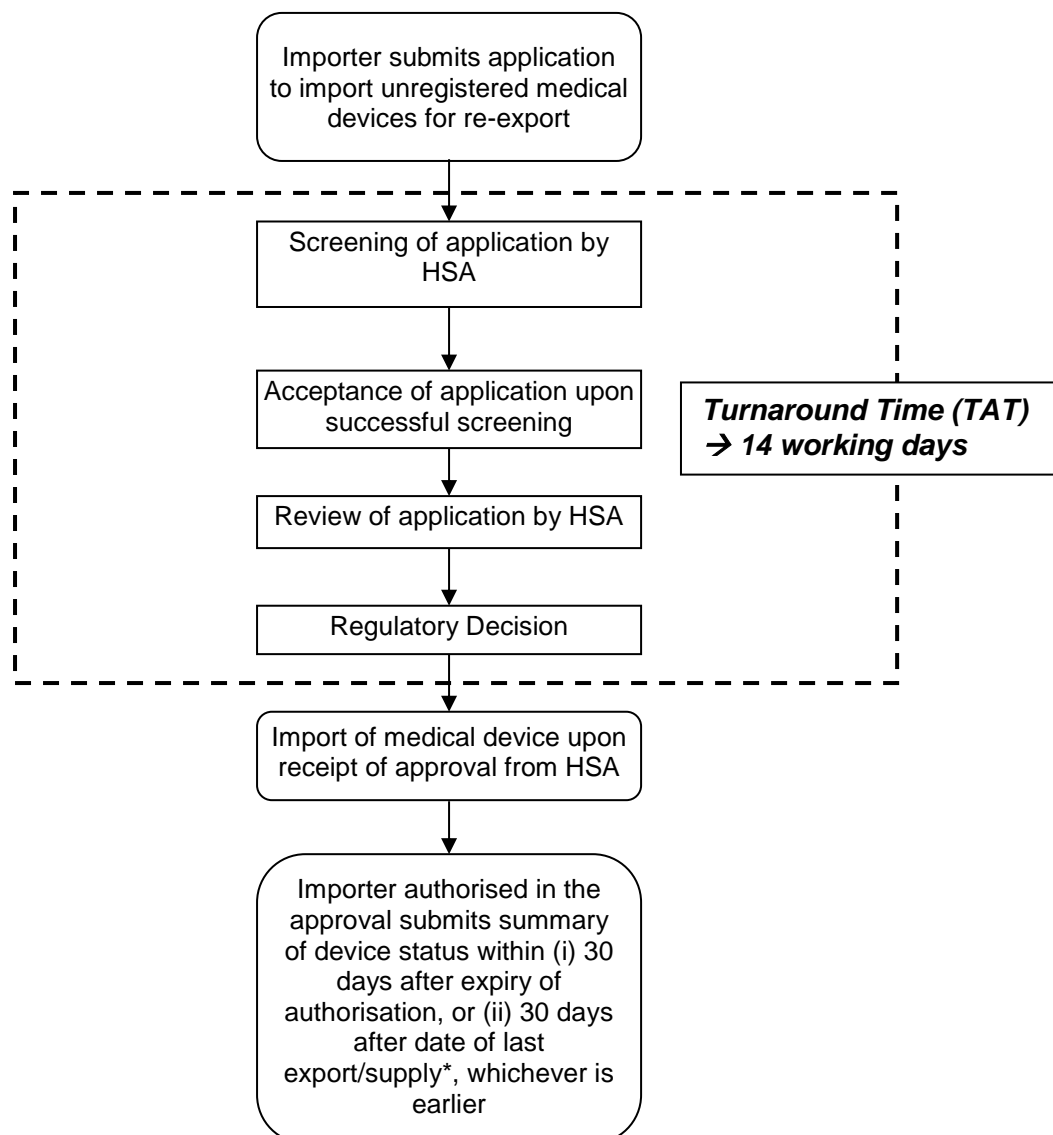 Importer submits application
to import unregistered medical
devices for re-export
Screening of application by
HSA
Acceptance of application upon
successful screening
Turnaround Time (TAT)
→ 14 working days
Review of application by HSA
Regulatory Decision
Import of medical device upon
receipt of approval from HSA
Importer authorised in the
approval submits summary
of device status within (i) 30
days after expiry of
authorisation, or (ii) 30 days
after date of last
export/supply*, whichever is
earlier